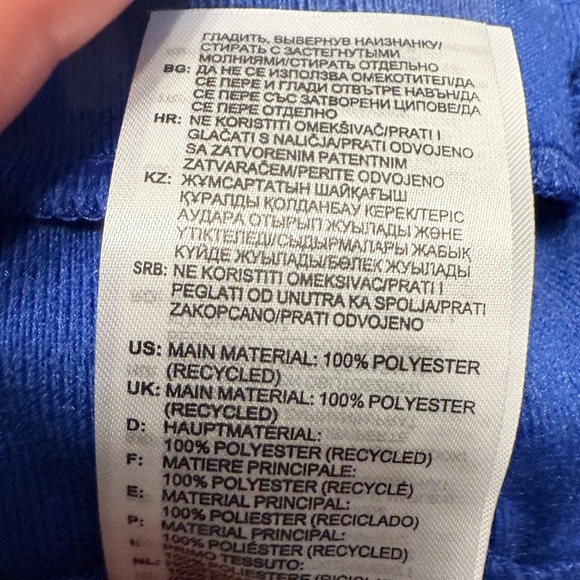 ГЛАДИТЬ, ВЫВЕРНУВ НАИЗНАНКУ/
СТИРАТЬ С ЗАСТЕГНУТЫМИ
МОЛНИЯМИ/СТИРАТЬ ОТДЕЛЬНО
BG: ДА НЕ СЕ ИЗПОЛЗВА ОМЕКОТИТЕЛ/ДА
СЕ ПЕРЕ И ГЛАДИ ОТВЪТРЕ НАВЪН/ДА
СЕ ПЕРЕ СЪС ЗАТВОРЕНИ ЦИПОВЕ/ДА
СЕ ПЕРЕ ОТДЕЛНО
HR: NE KORISTITI OMEKŠIVAČ/PRATI I
GLAČATI S NALIČJA/PRATI ODVOJENO
SA ZATVORENIM PATENTNIM
ZATVARAČEM/PERITE ODVOJENO
KZ: ЖҰМСАРТАТЫН ШАЙҚАҒЫШ
ҚҰРАЛДЫ ҚОЛДАНБАУ КЕРЕК/ТЕРІС
АУДАРА ОТЫРЫП ЖУЫЛАДЫ ЖӘНЕ
ҮТІКТЕЛЕДІ/СЫДЫРМАЛАРЫ ЖАБЫҚ
КҮЙДЕ ЖУЫЛАДЫ/БӨЛЕК ЖУЫЛАДЫ
SRB: NE KORISTITI OMEKSIVAC/PRATI I
PEGLATI OD UNUTRA KA SPOLJA/PRATI
ZAKOPCANO/PRATI ODVOJENO
US: MAIN MATERIAL: 100% POLYESTER
(RECYCLED)
UK: MAIN MATERIAL: 100% POLYESTER
(RECYCLED)
D: HAUPTMATERIAL:
100% POLYESTER (RECYCLED)
F: MATIERE PRINCIPALE:
100% POLYESTER (RECYCLÉ)
E: MATERIAL PRINCIPAL:
100% POLIESTER (RECICLADO)
P: MATERIAL PRINCIPAL:
100% POLIÉSTER (RECYCLED)
I: PRIMO TESSUTO:
NL: 100% POLIESTERE